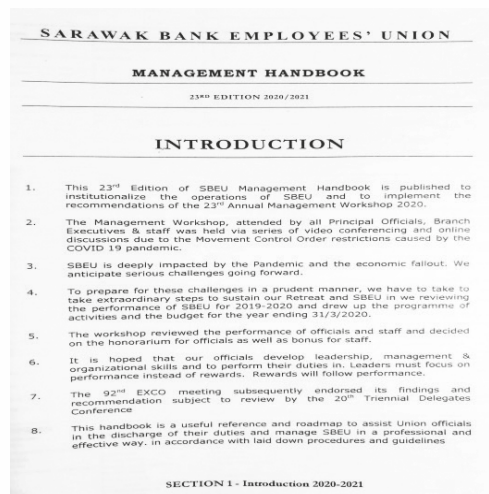 SARAWAK BANK EMPLOYEES' UNION
MANAGEMENT HANDBOOK
23RD EDITION 2020/2021
INTRODUCTION
1. This 23rd Edition of SBEU Management Handbook is published to
institutionalize the operations of SBEU and to implement the
recommendations of the 23rd Annual Management Workshop 2020.
2. The Management Workshop, attended by all Principal Officials, Branch
Executives & staff was held via series of video conferencing and online
discussions due to the Movement Control Order restrictions caused by the
COVID 19 pandemic.
3. SBEU is deeply impacted by the Pandemic and the economic fallout. We
anticipate serious challenges going forward.
4. To prepare for these challenges in a prudent manner, we have to take to
take extraordinary steps to sustain our Retreat and SBEU in we reviewing
the performance of SBEU for 2019-2020 and drew up the programme of
activities and the budget for the year ending 31/3/2020.
5. The workshop reviewed the performance of officials and staff and decided
on the honorarium for officials as well as bonus for staff.
6. It is hoped that our officials develop leadership, management &
organizational skills and to perform their duties in. Leaders must focus on
performance instead of rewards. Rewards will follow performance.
7. The 92nd EXCO meeting subsequently endorsed its findings and
recommendation subject to review by the 20th Triennial Delegates
Conference
8. This handbook is a useful reference and roadmap to assist Union officials
in the discharge of their duties and manage SBEU in a professional and
effective way. in accordance with laid down procedures and guidelines
SECTION 1 - Introduction 2020-2021